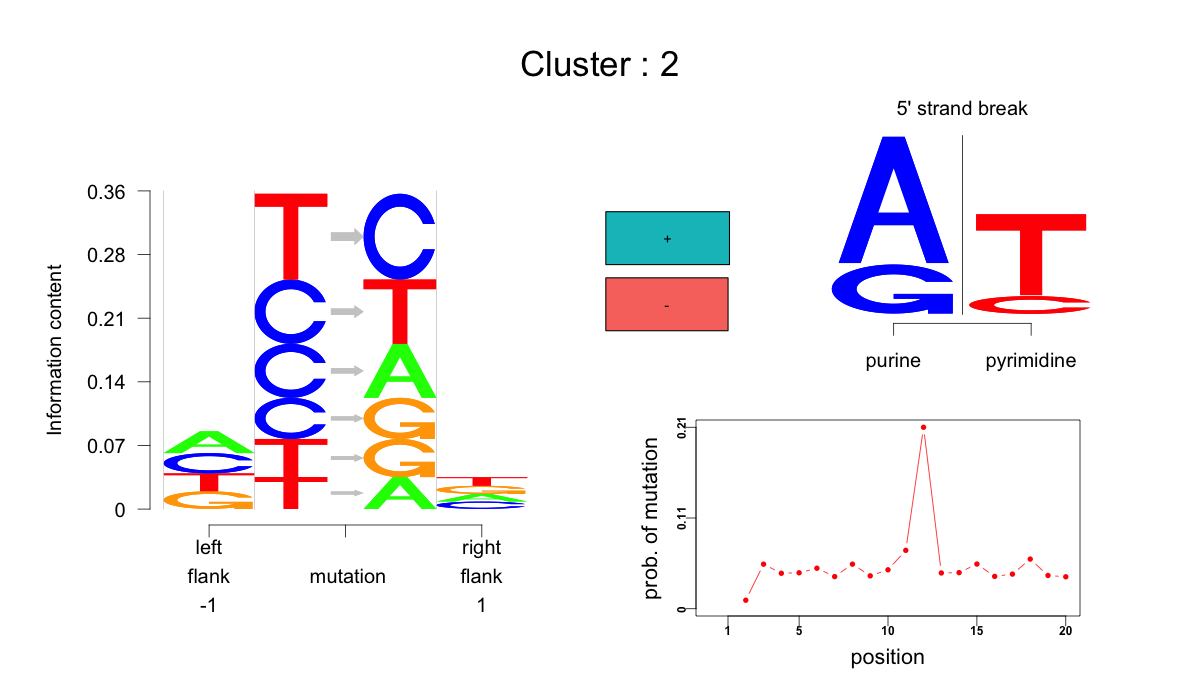 Cluster : 2
Information content
0.36
0.28
0.21
0.14
0.07
0
A
C
T
G
T C
C T
C A
C G
T G
T A
T
G
A
C
left
flank
-1
mutation
right
flank
1
+
-
5' strand break
A
G
T
C
purine
pyrimidine
prob. of mutation
0.21
0.11
0
1
5
10
15
20
position